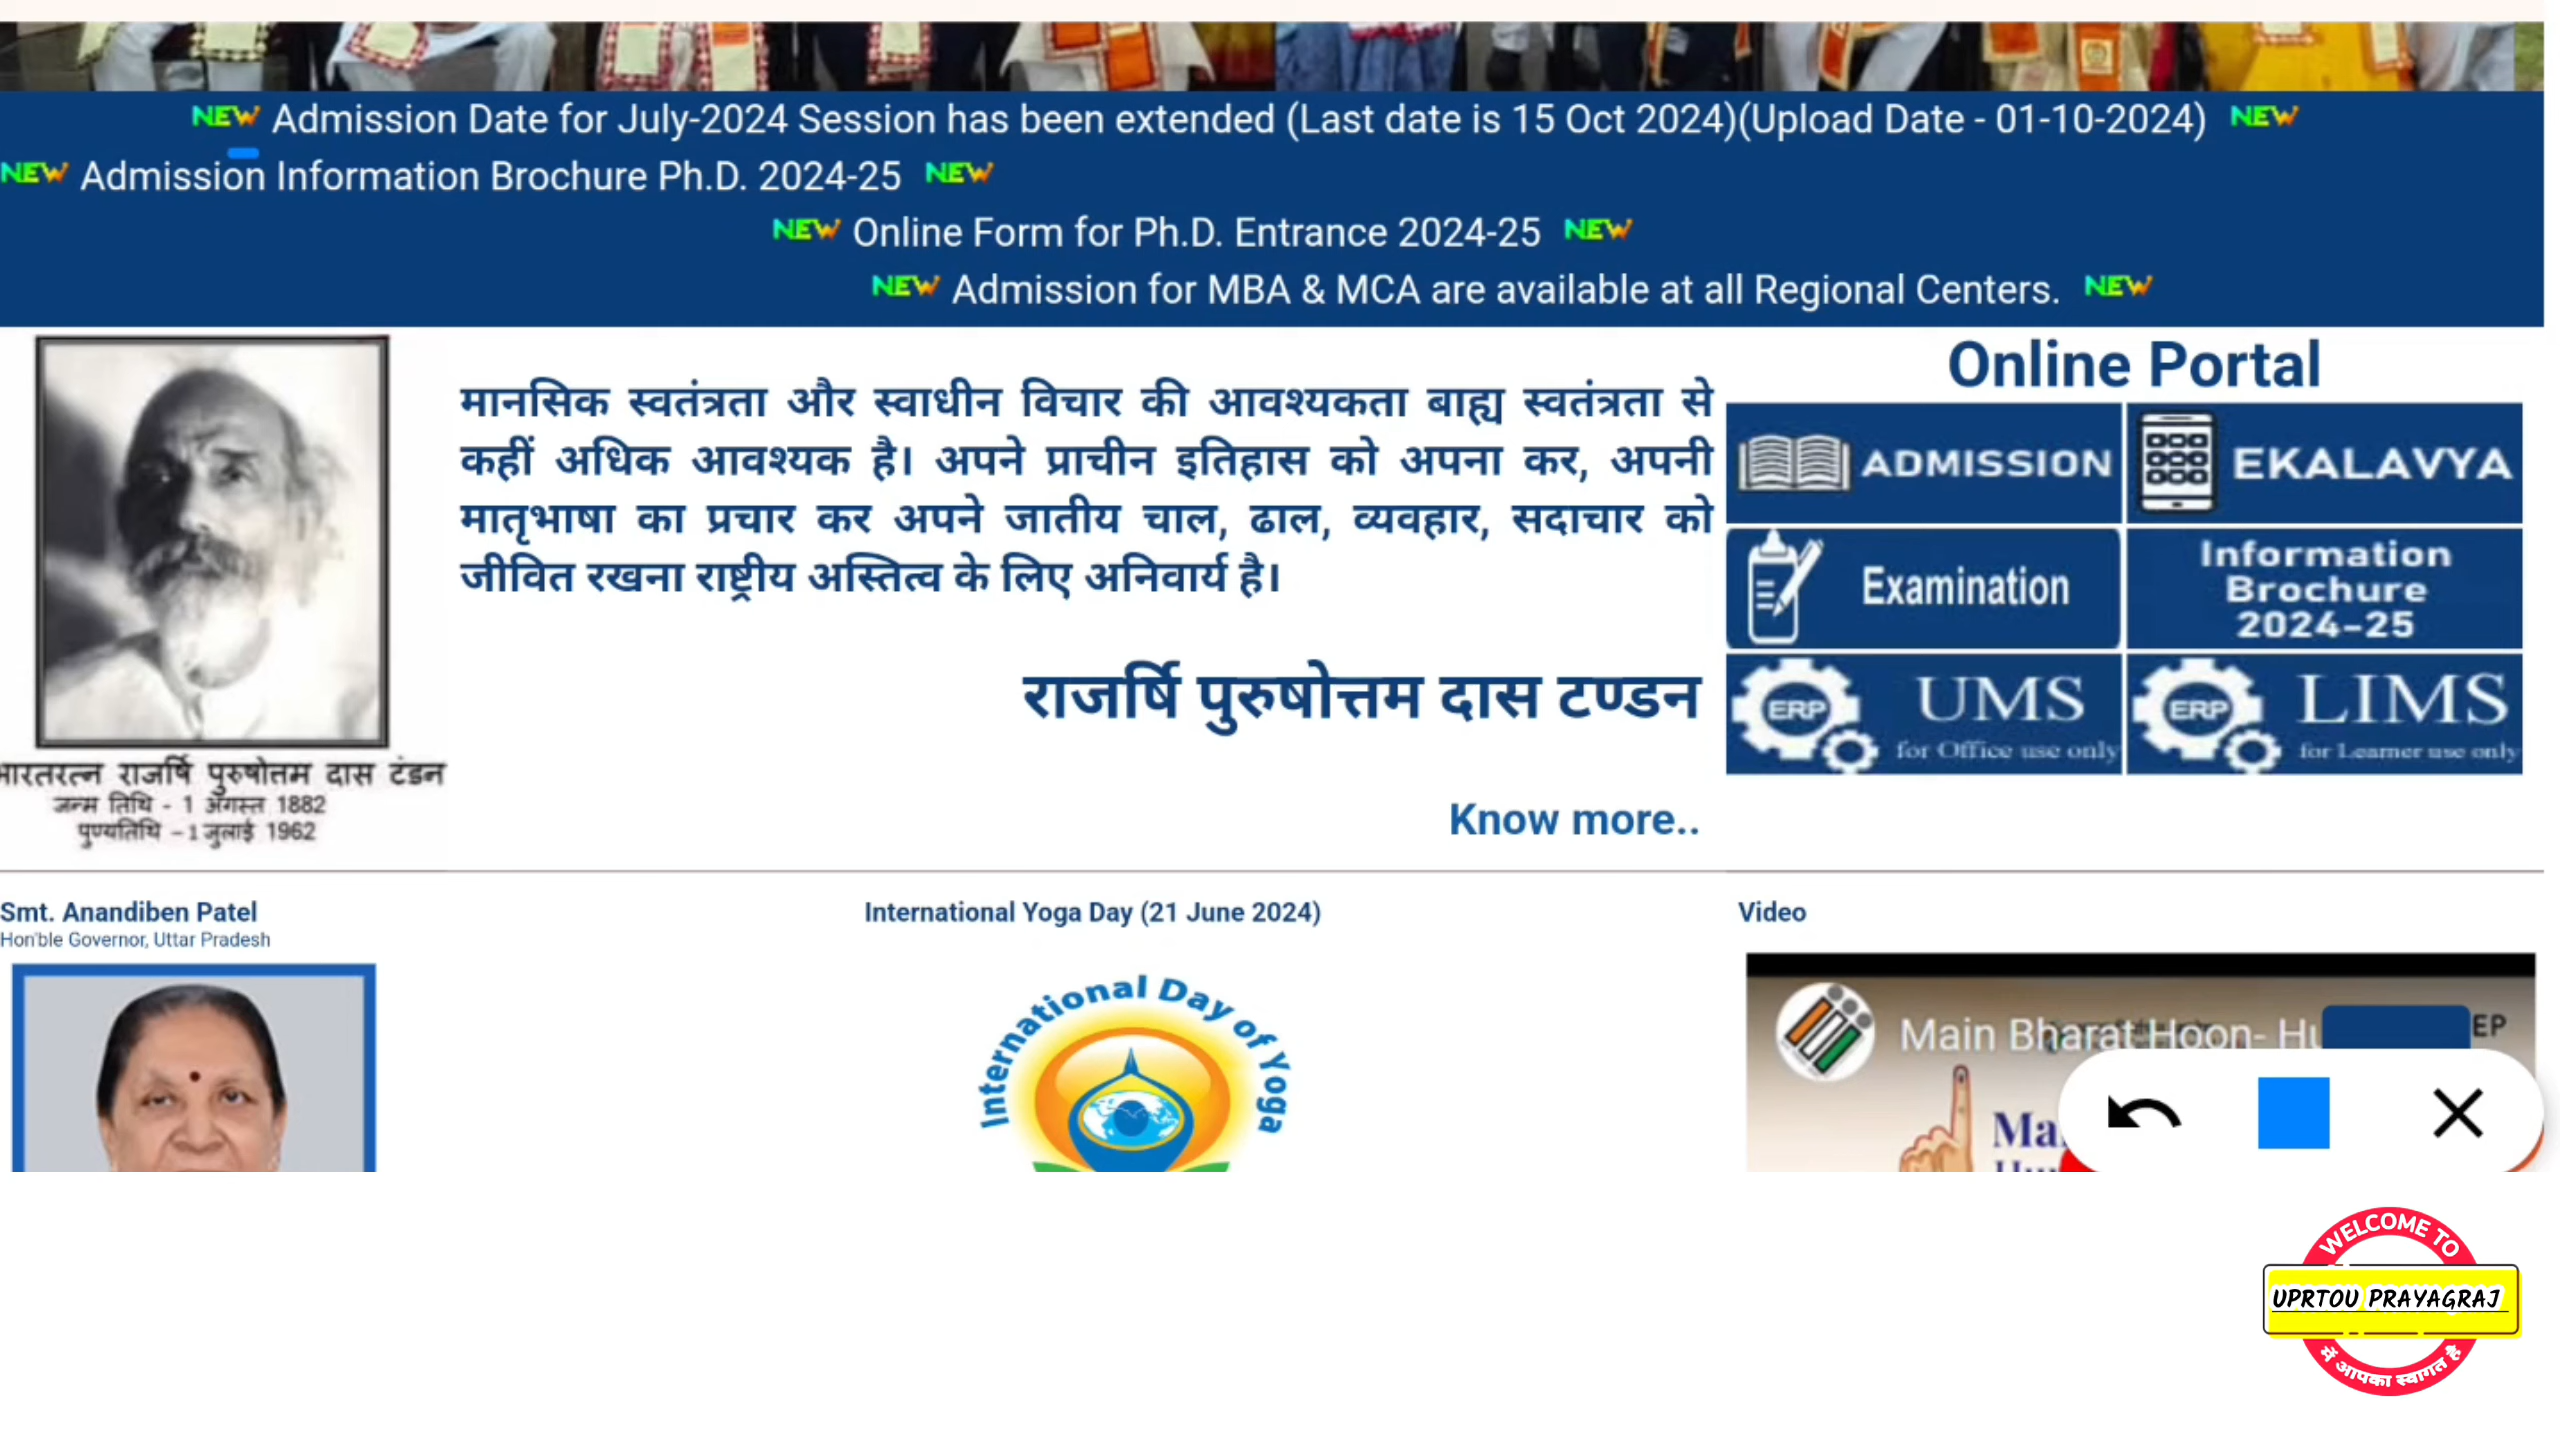 NEW Admission Date for July-2024 Session has been extended (Last date is 15 Oct 2024)(Upload Date - 01-10-2024) NEW
NEW Admission Information Brochure Ph.D. 2024-25 NEW
NEW Online Form for Ph.D. Entrance 2024-25 NEW
NEW Admission for MBA & MCA are available at all Regional Centers. NEW
मानसिक स्वतंत्रता और स्वाधीन विचार की आवश्यकता बाह्य स्वतंत्रता से
कहीं अधिक आवश्यक है। अपने प्राचीन इतिहास को अपना कर, अपनी
मातृभाषा का प्रचार कर अपने जातीय चाल, ढाल, व्यवहार, सदाचार को
जीवित रखना राष्ट्रीय अस्तित्व के लिए अनिवार्य है।
राजर्षि पुरुषोत्तम दास टण्डन
Know more..
भारतरत्न राजर्षि पुरुषोत्तम दास टंडन
जन्म तिथि - 1 अगस्त 1882
पुण्यतिथि - 1 जुलाई 1962
Online Portal
ADMISSION
EKALAVYA
Examination
Information
Brochure
2024-25
ERP UMS
for Office use only
ERP LIMS
for Learner use only
Smt. Anandiben Patel
Hon'ble Governor, Uttar Pradesh
International Yoga Day (21 June 2024)
International Day of Yoga
Video
Main Bharat Hoon- Hu
EP
Ma
WELCOME TO
UPRTOU PRAYAGRAJ
में आपका स्वागत है